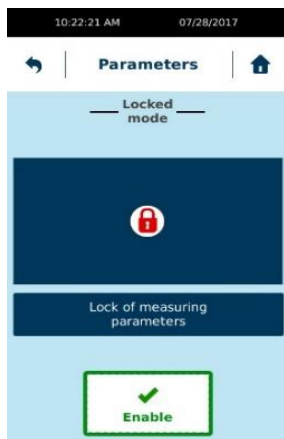 10:22:21 AM 07/28/2017
Parameters
Locked
mode
Lock of measuring
parameters
Enable